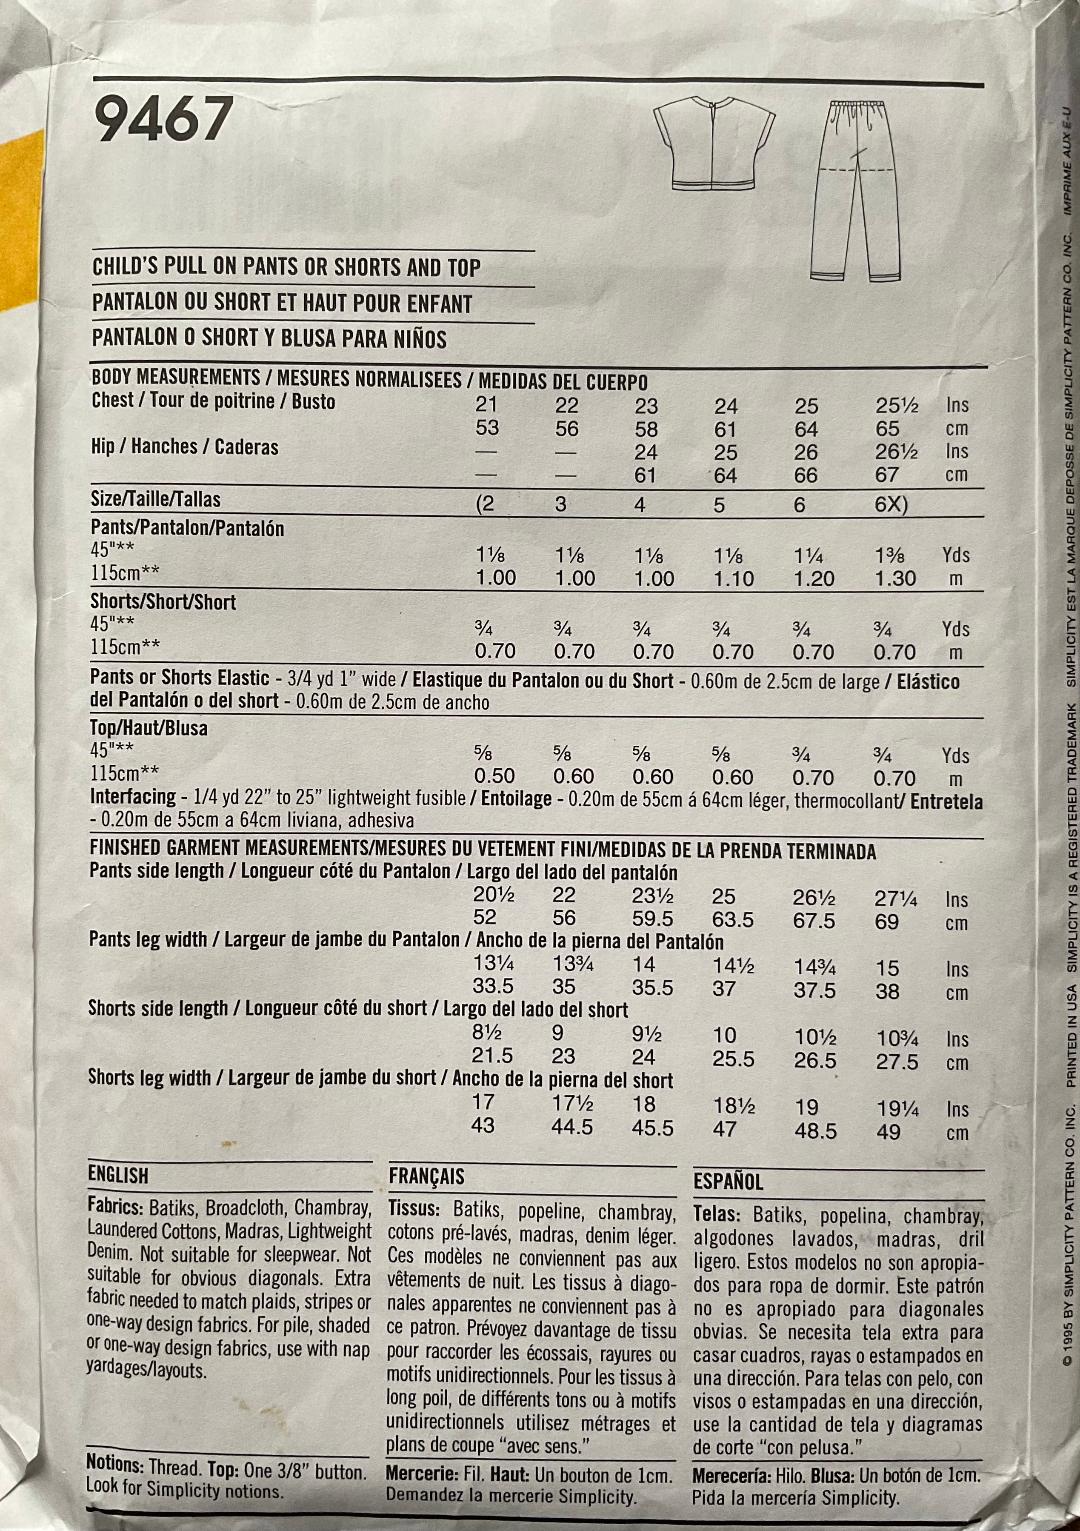 9467
CHILD'S PULL ON PANTS OR SHORTS AND TOP
PANTALON OU SHORT ET HAUT POUR ENFANT
PANTALON O SHORT Y BLUSA PARA NIÑOS
BODY MEASUREMENTS / MESURES NORMALISEES / MEDIDAS DEL CUERPO
Chest / Tour de poitrine / Busto 21 22 23 24 25 25½ Ins
53 56 58 61 64 65 cm
Hip / Hanches / Caderas — — 24 25 26 26½ Ins
— — 61 64 66 67 cm
Size/Taille/Tallas (2 3 4 5 6 6X)
Pants/Pantalon/Pantalón
45"** 1⅛ 1⅛ 1⅛ 1⅛ 1¼ 1⅜ Yds
115cm** 1.00 1.00 1.00 1.10 1.20 1.30 m
Shorts/Short/Short
45"** ¾ ¾ ¾ ¾ ¾ ¾ Yds
115cm** 0.70 0.70 0.70 0.70 0.70 0.70 m
Pants or Shorts Elastic - 3/4 yd 1" wide / Elastique du Pantalon ou du Short - 0.60m de 2.5cm de large / Elástico
del Pantalón o del short - 0.60m de 2.5cm de ancho
Top/Haut/Blusa
45"** ⅝ ⅝ ⅝ ⅝ ¾ ¾ Yds
115cm** 0.50 0.60 0.60 0.60 0.70 0.70 m
Interfacing - 1/4 yd 22" to 25" lightweight fusible / Entoilage - 0.20m de 55cm á 64cm léger, thermocollant/ Entretela
- 0.20m de 55cm a 64cm liviana, adhesiva
FINISHED GARMENT MEASUREMENTS/MESURES DU VETEMENT FINI/MEDIDAS DE LA PRENDA TERMINADA
Pants side length / Longueur côté du Pantalon / Largo del lado del pantalón
20½ 22 23½ 25 26½ 27¼ Ins
52 56 59.5 63.5 67.5 69 cm
Pants leg width / Largeur de jambe du Pantalon / Ancho de la pierna del Pantalón
13¼ 13¾ 14 14½ 14¾ 15 Ins
33.5 35 35.5 37 37.5 38 cm
Shorts side length / Longueur côté du short / Largo del lado del short
8½ 9 9½ 10 10½ 10¾ Ins
21.5 23 24 25.5 26.5 27.5 cm
Shorts leg width / Largeur de jambe du short / Ancho de la pierna del short
17 17½ 18 18½ 19 19¼ Ins
43 44.5 45.5 47 48.5 49 cm
ENGLISH
Fabrics: Batiks, Broadcloth, Chambray,
Laundered Cottons, Madras, Lightweight
Denim. Not suitable for sleepwear. Not
suitable for obvious diagonals. Extra
fabric needed to match plaids, stripes or
one-way design fabrics. For pile, shaded
or one-way design fabrics, use with nap
yardages/layouts.
Notions: Thread. Top: One 3/8" button.
Look for Simplicity notions.
FRANÇAIS
Tissus: Batiks, popeline, chambray,
cotons pré-lavés, madras, denim léger.
Ces modèles ne conviennent pas aux
vêtements de nuit. Les tissus à diago-
nales apparentes ne conviennent pas à
ce patron. Prévoyez davantage de tissu
pour raccorder les écossais, rayures ou
motifs unidirectionnels. Pour les tissus à
long poil, de différents tons ou à motifs
unidirectionnels utilisez métrages et
plans de coupe "avec sens."
Mercerie: Fil. Haut: Un bouton de 1cm.
Demandez la mercerie Simplicity.
ESPAÑOL
Telas: Batiks, popelina, chambray,
algodones lavados, madras, dril
ligero. Estos modelos no son apropia-
dos para ropa de dormir. Este patrón
no es apropiado para diagonales
obvias. Se necesita tela extra para
casar cuadros, rayas o estampados en
una dirección. Para telas con pelo, con
visos o estampadas en una dirección,
use la cantidad de tela y diagramas
de corte "con pelusa."
Merecería: Hilo. Blusa: Un botón de 1cm.
Pida la mercería Simplicity.
© 1995 BY SIMPLICITY PATTERN CO. INC. PRINTED IN USA SIMPLICITY IS A REGISTERED TRADEMARK SIMPLICITY EST LA MARQUE DEPOSSE DE SIMPLICITY PATTERN CO. INC. IMPRIME AUX E-U